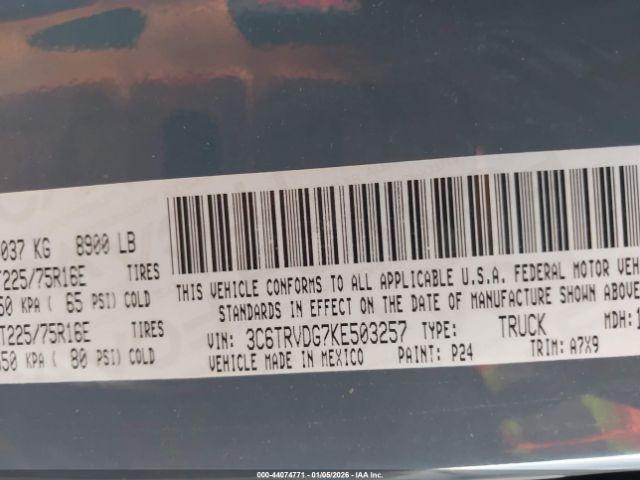 037 KG 8900 LB
225/75R16E TIRES
50 KPA ( 65 PSI) COLD
T225/75R16E TIRES
50 KPA ( 80 PSI) COLD
THIS VEHICLE CONFORMS TO ALL APPLICABLE U.S.A. FEDERAL MOTOR VEHI
STANDARDS IN EFFECT ON THE DATE OF MANUFACTURE SHOWN ABOVE
VIN: 3C6TRVDG7KE503257 TYPE: TRUCK MDH: 1
VEHICLE MADE IN MEXICO PAINT: P24 TRIM: A7X9
000-44074771 - 01/05/2026 - IAA Inc.